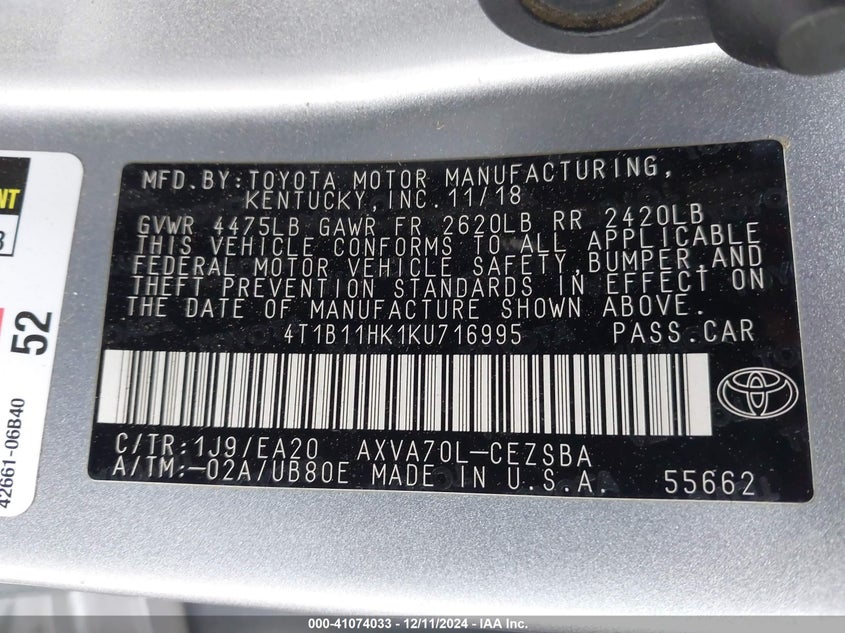 MFD.BY:TOYOTA MOTOR MANUFACTURING,
KENTUCKY,INC.11/18
GVWR 4475LB GAWR FR 2620LB RR 2420LB
THIS VEHICLE CONFORMS TO ALL APPLICABLE
FEDERAL MOTOR VEHICLE SAFETY,BUMPER,AND
THEFT PREVENTION STANDARDS IN EFFECT ON
THE DATE OF MANUFACTURE SHOWN ABOVE.
4T1B11HK1KU716995 PASS.CAR
C/TR:1J9/EA20 AXVA70L-CEZSBA
A/TM:-02A/UB80E MADE IN U.S.A. 55662
52
42661-06B40
000-41074033 - 12/11/2024 - IAA Inc.